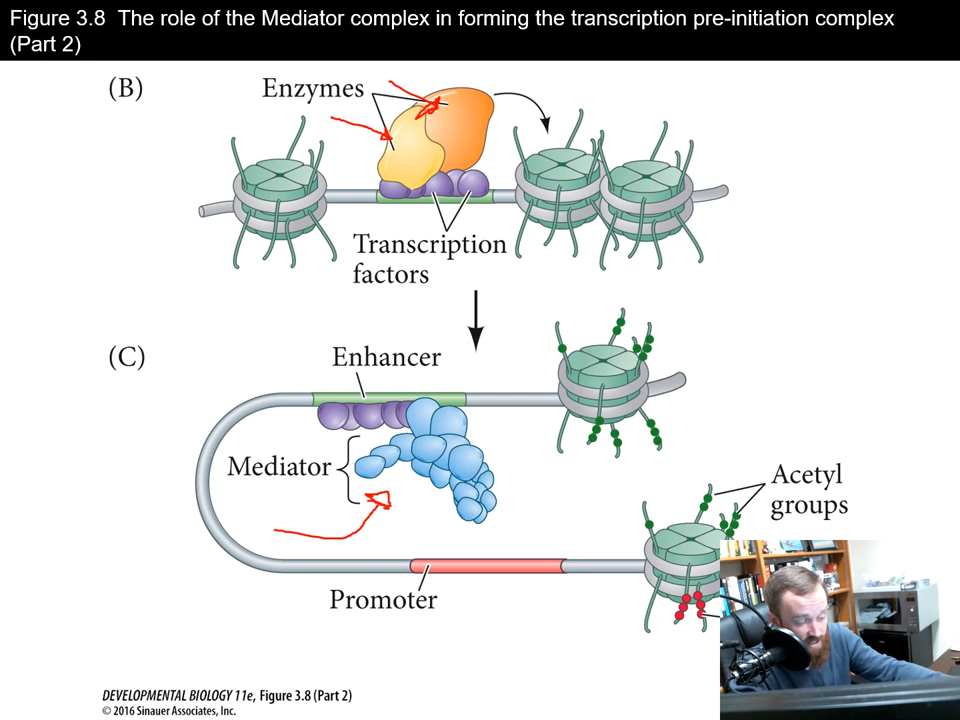 Figure 3.8  The role of the Mediator complex in forming the transcription pre-initiation complex
(Part 2)
(B)
Enzymes
Transcription
factors
(C)
Enhancer
Mediator
Acetyl
groups
Promoter
DEVELOPMENTAL BIOLOGY 11e, Figure 3.8 (Part 2)
© 2016 Sinauer Associates, Inc.